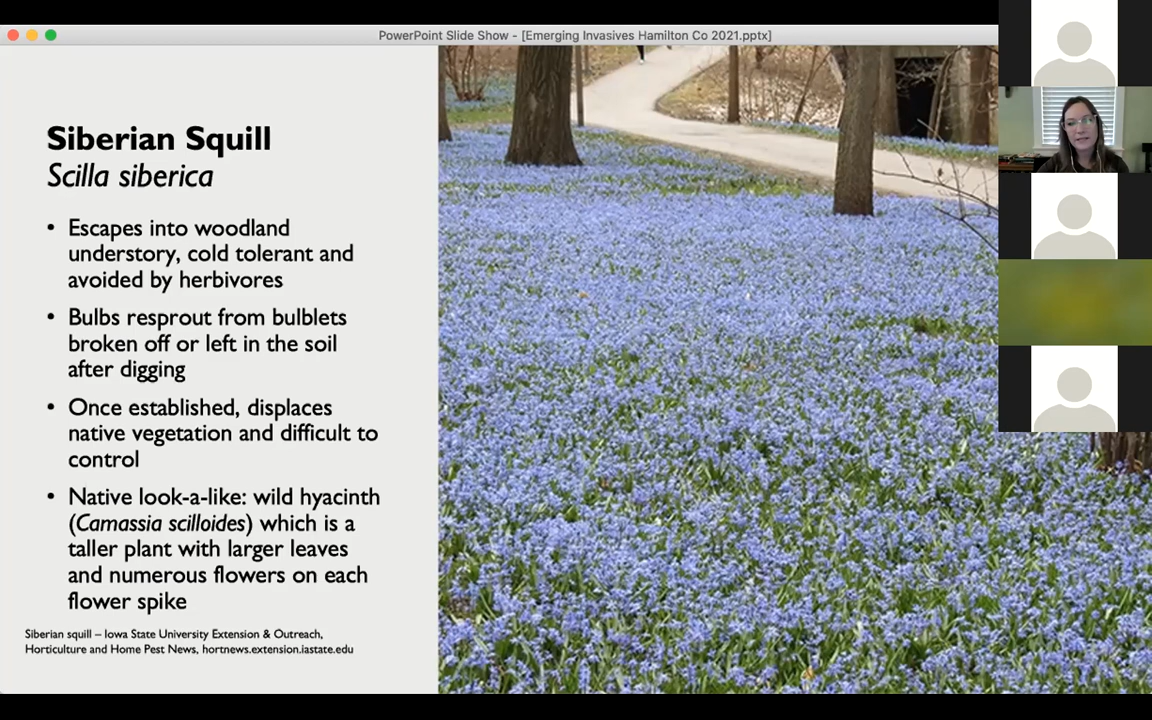 PowerPoint Slide Show - [Emerging Invasives Hamilton Co 2021.pptx]
Siberian Squill
Scilla siberica
• Escapes into woodland
understory, cold tolerant and
avoided by herbivores
• Bulbs resprout from bulblets
broken off or left in the soil
after digging
• Once established, displaces
native vegetation and difficult to
control
• Native look-a-like: wild hyacinth
(Camassia scilloides) which is a
taller plant with larger leaves
and numerous flowers on each
flower spike
Siberian squill – Iowa State University Extension & Outreach,
Horticulture and Home Pest News, hortnews.extension.iastate.edu